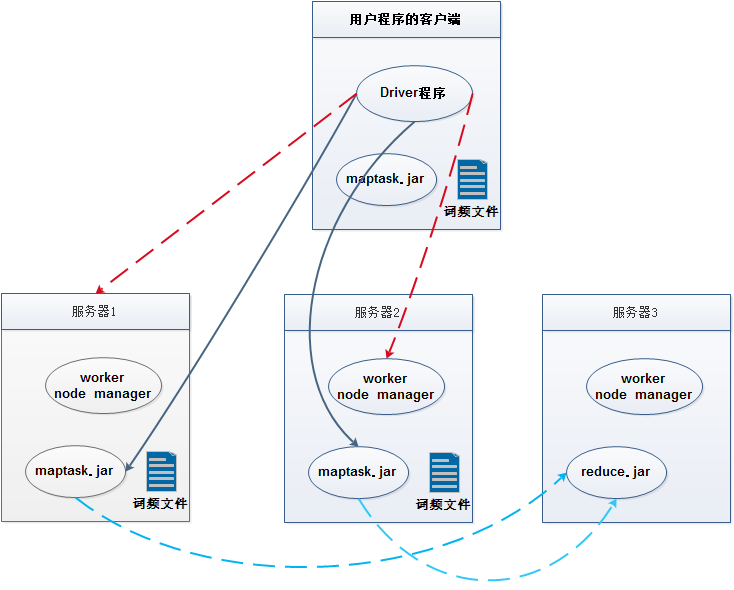 用户程序的客户端
Driver程序
maptask.jar
词频文件
服务器1
服务器2
服务器3
worker
node manager
worker
node manager
worker
node manager
maptask.jar
词频文件
maptask.jar
词频文件
reduce.jar